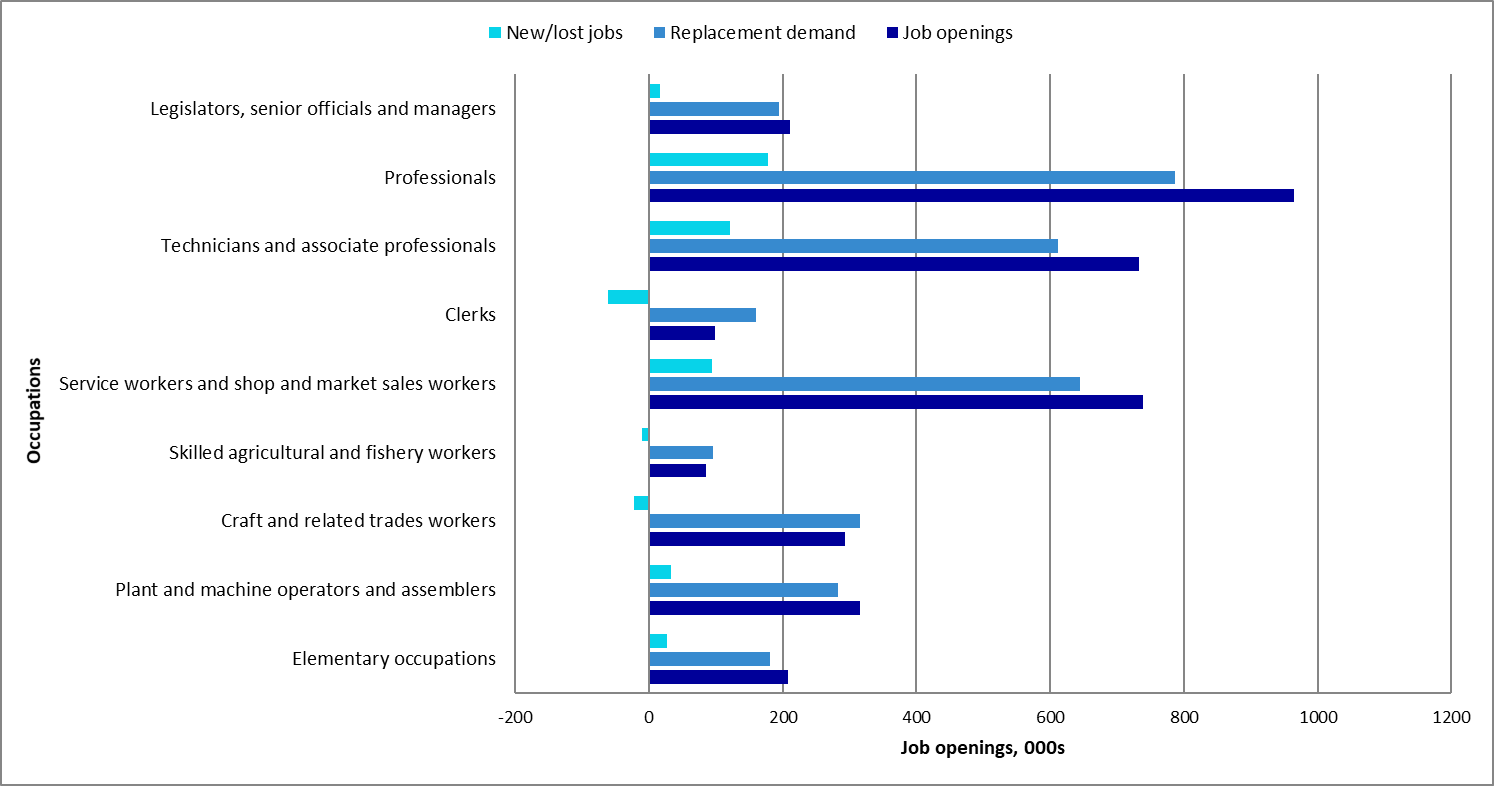 New/lost jobs
Replacement demand
Job openings
Legislators, senior officials and managers
Professionals
Technicians and associate professionals
Clerks
Service workers and shop and market sales workers
Skilled agricultural and fishery workers
Craft and related trades workers
Plant and machine operators and assemblers
Elementary occupations
Occupations
-200
0
200
400
600
800
1000
1200
Job openings, 000s